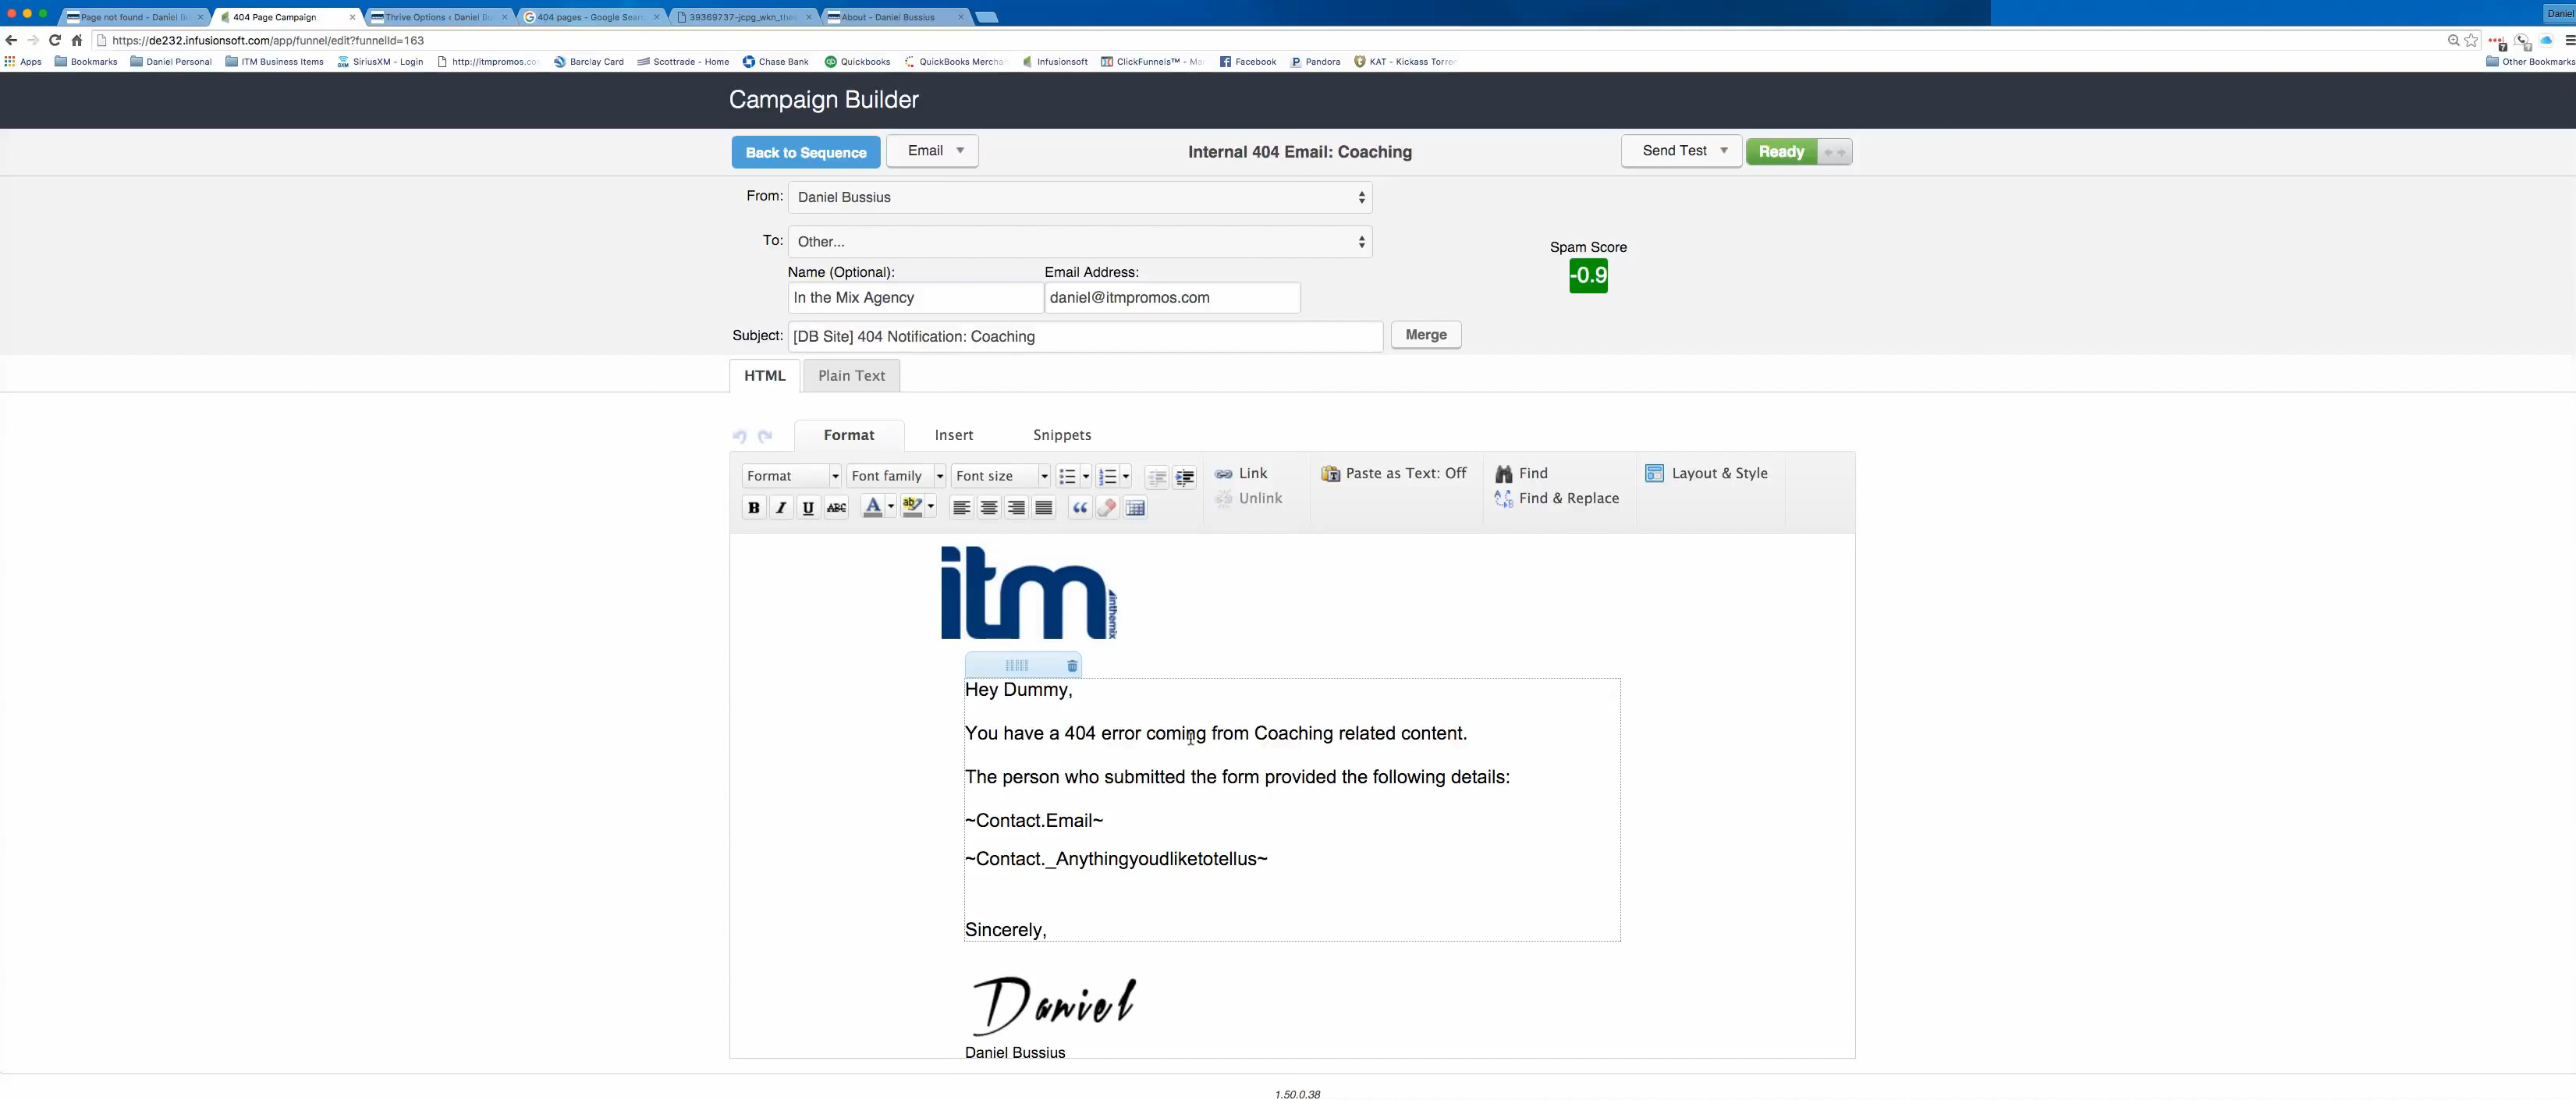 Page not found - Daniel Bu
404 Page Campaign
Thrive Options ‹ Daniel Bu
404 pages - Google Sear
39369737-jcpg_wkn_the
About - Daniel Bussius
Daniel
https://de232.infusionsoft.com/app/funnel/edit?funnelId=163
Apps Bookmarks Daniel Personal ITM Business Items SiriusXM - Login http://itmpromos.co Barclay Card Scottrade - Home Chase Bank Quickbooks QuickBooks Mercha Infusionsoft ClickFunnels™ - Ma Facebook Pandora KAT - Kickass Torre Other Bookmarks
Campaign Builder
Back to Sequence Email Internal 404 Email: Coaching Send Test Ready
From: Daniel Bussius
To: Other...
Spam Score
-0.9
Name (Optional): Email Address:
In the Mix Agency daniel@itmpromos.com
Subject: [DB Site] 404 Notification: Coaching Merge
HTML Plain Text
Format Insert Snippets
Format Font family Font size Link Paste as Text: Off Find Layout & Style
B I U ABC A ab Unlink Find & Replace
itm
inthemix
Hey Dummy,
You have a 404 error coming from Coaching related content.
The person who submitted the form provided the following details:
~Contact.Email~
~Contact._Anythingyoudliketotellus~
Sincerely,
Daniel
Daniel Bussius
1.50.0.38